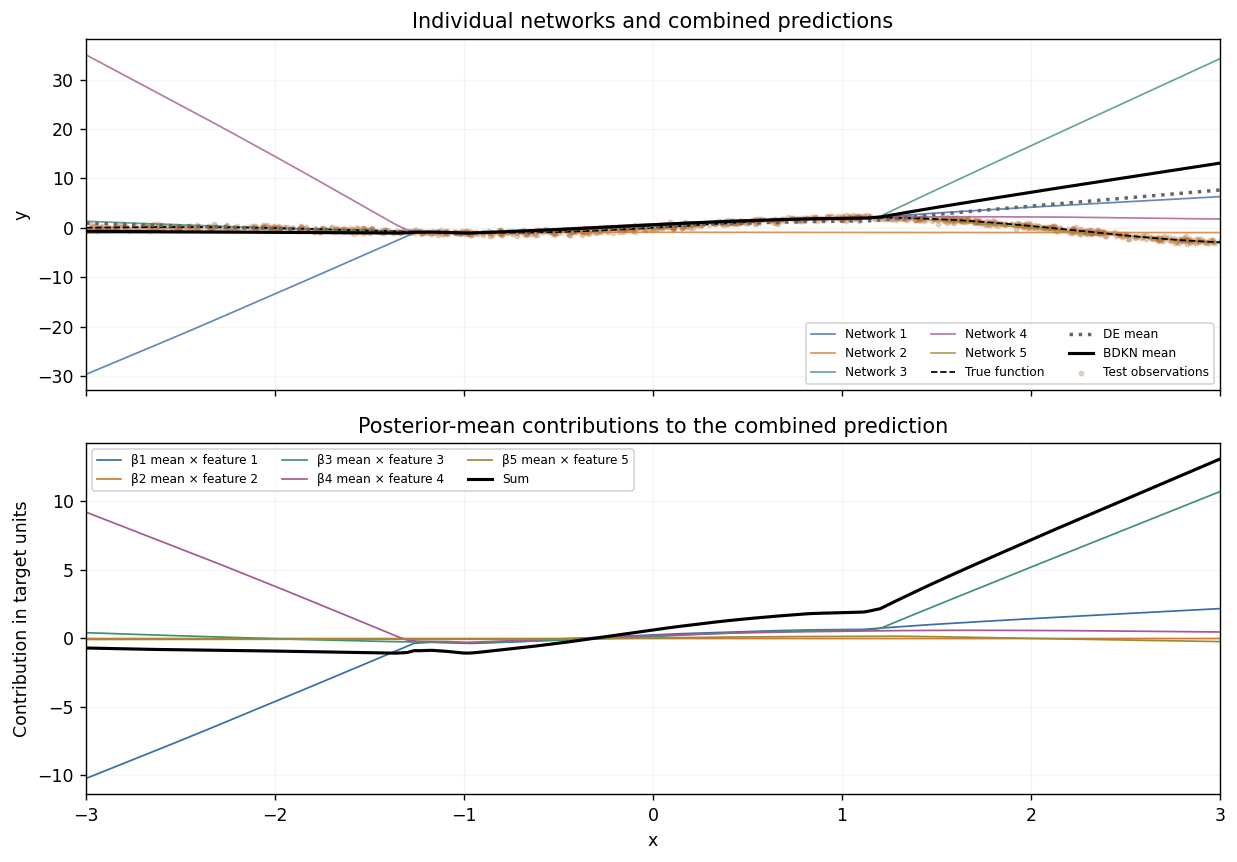 Individual networks and combined predictions
30
20
10
0
−10
−20
−30
y
Network 1 Network 4 DE mean
Network 2 Network 5 BDKN mean
Network 3 True function Test observations
Posterior-mean contributions to the combined prediction
β1 mean × feature 1 β3 mean × feature 3 β5 mean × feature 5
β2 mean × feature 2 β4 mean × feature 4 Sum
10
5
0
−5
−10
Contribution in target units
−3 −2 −1 0 1 2 3
x